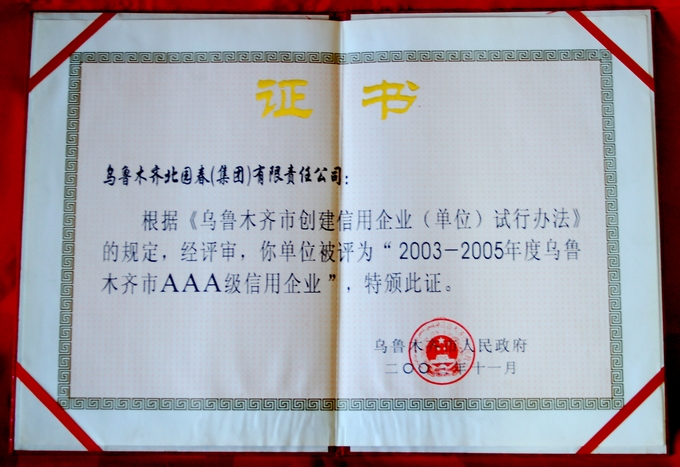 证书
乌鲁木齐北园春(集团)有限责任公司：
根据《乌鲁木齐市创建信用企业（单位）试行办法》
的规定，经评审，你单位被评为“2003－2005年度乌鲁
木齐市AAA级信用企业”，特颁此证。
乌鲁木齐市人民政府
二〇〇 年十一月